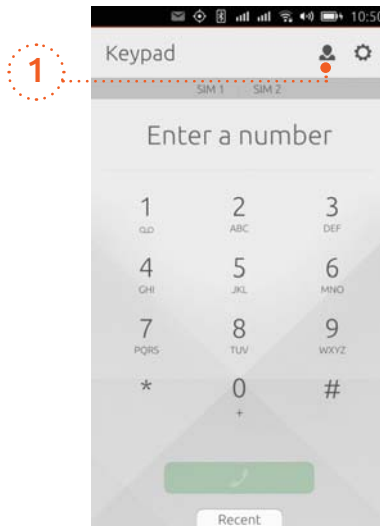 10:50
Keypad
1
SIM 1 SIM 2
Enter a number
1 2 3
ABC DEF
4 5 6
GHI JKL MNO
7 8 9
PQRS TUV WXYZ
* 0 #
+
Recent